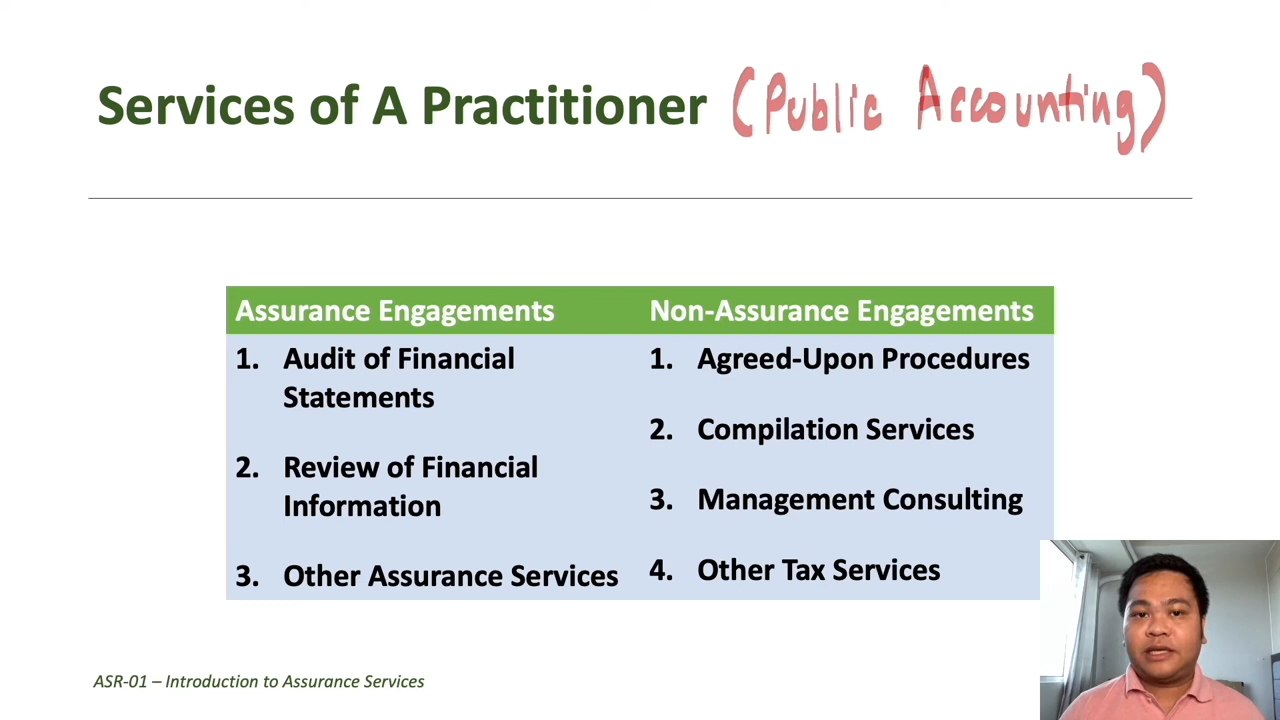 Services of A Practitioner (Public Accounting)
Assurance Engagements
1. Audit of Financial
Statements
2. Review of Financial
Information
3. Other Assurance Services
Non-Assurance Engagements
1. Agreed-Upon Procedures
2. Compilation Services
3. Management Consulting
4. Other Tax Services
ASR-01 – Introduction to Assurance Services